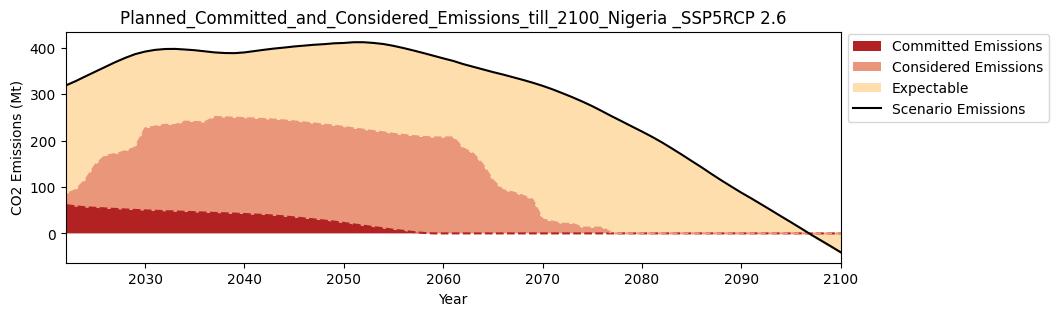 Planned_Committed_and_Considered_Emissions_till_2100_Nigeria _SSP5RCP 2.6
CO2 Emissions (Mt)
400
300
200
100
0
2030 2040 2050 2060 2070 2080 2090 2100
Year
Committed Emissions
Considered Emissions
Expectable
Scenario Emissions